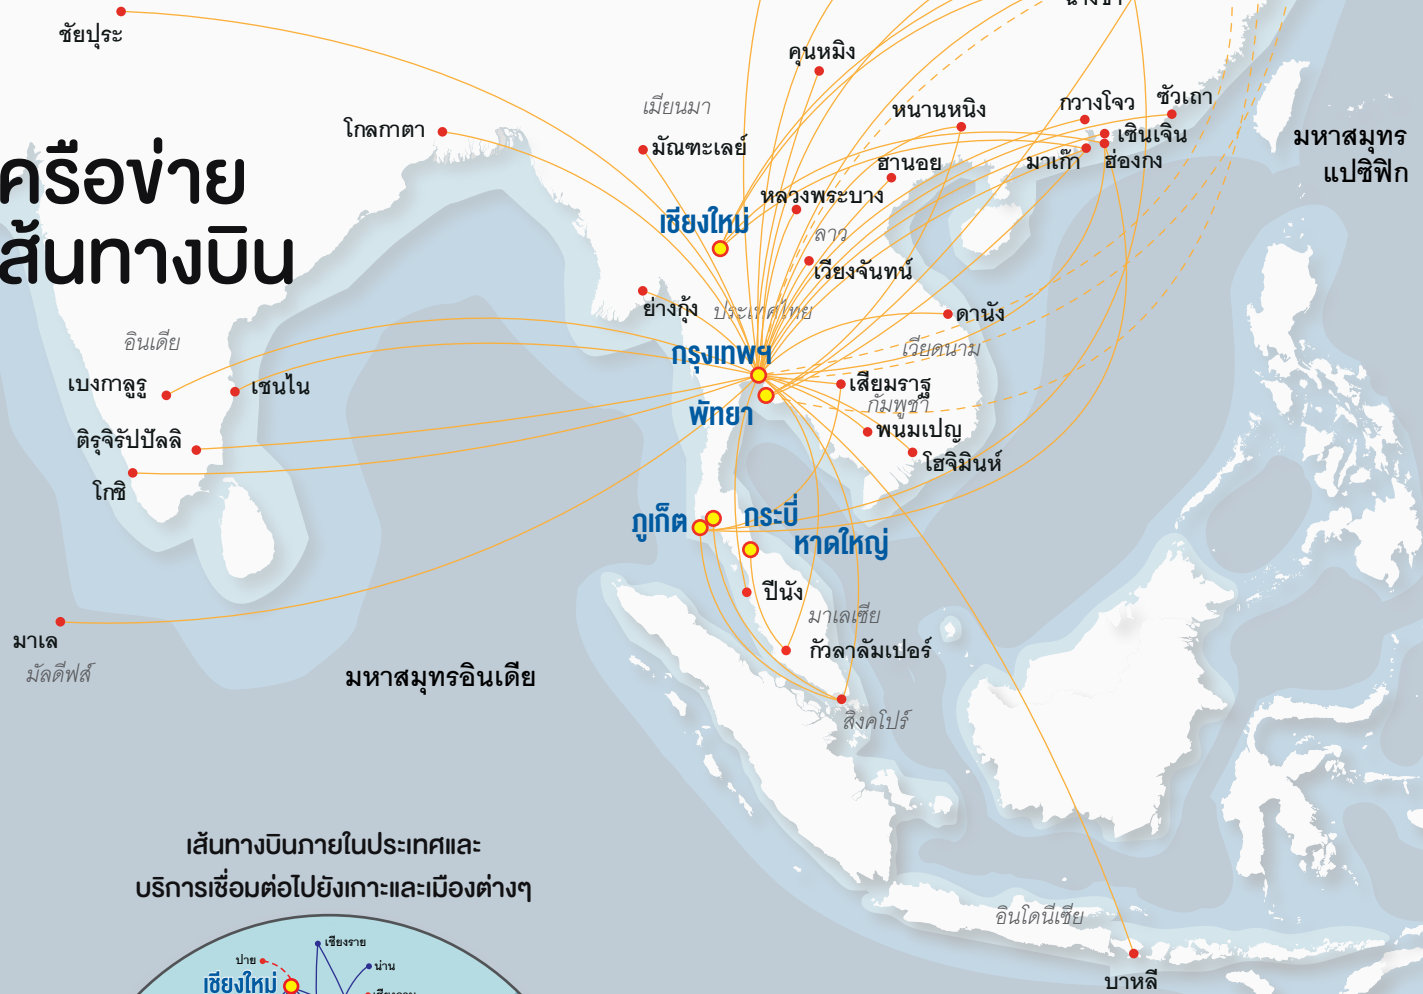 ชัยปุระ
คุนหมิง
เมียนมา
หนานหนิง
กวางโจว
ซัวเถา
โกลกาตา
มัณฑะเลย์
เซินเจิ้น
มหาสมุทร
แปซิฟิก
ฮานอย
มาเก๊า
ฮ่องกง
ครือข่าย
ส้นทางบิน
หลวงพระบาง
เชียงใหม่
ลาว
เวียงจันทน์
ย่างกุ้ง
ประเทศไทย
ดานัง
อินเดีย
กรุงเทพฯ
เวียดนาม
เบงกาลูรู
เชนไน
เสียมราฐ
กัมพูชา
พัทยา
พนมเปญ
ติรุจิรัปปัลลิ
โฮจิมินห์
โกชิ
ภูเก็ต
กระบี่
หาดใหญ่
ปีนัง
มาเลเซีย
มาเล
กัวลาลัมเปอร์
มัลดีฟส์
มหาสมุทรอินเดีย
สิงคโปร์
เส้นทางบินภายในประเทศและ
บริการเชื่อมต่อไปยังเกาะและเมืองต่างๆ
อินโดนีเซีย
เชียงราย
ปาย
น่าน
เชียงใหม่
บาหลี